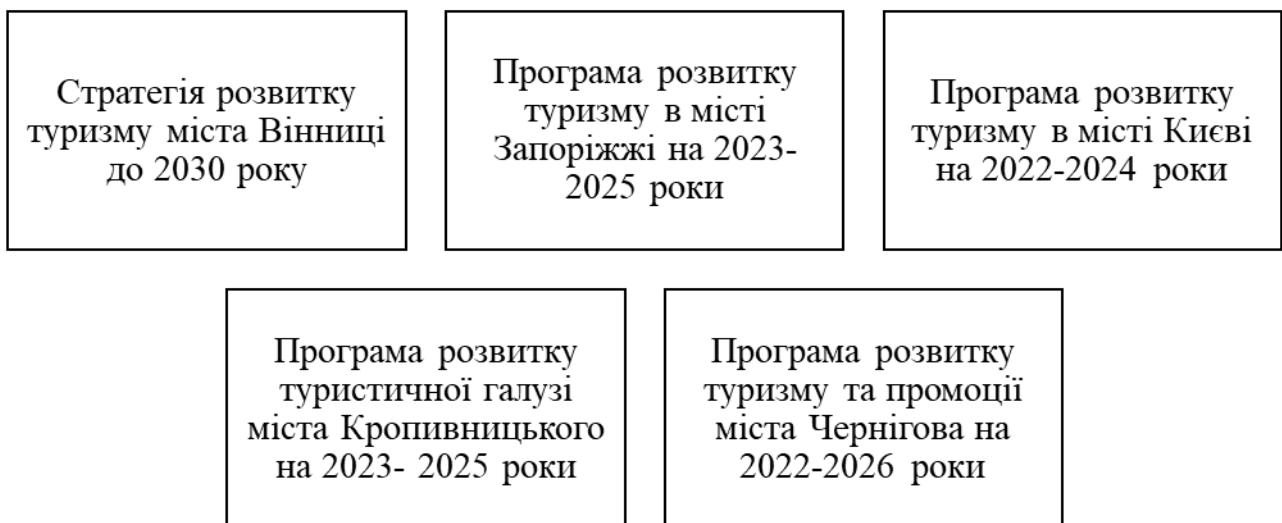 Стратегія розвитку
туризму міста Вінниці
до 2030 року
Програма розвитку
туризму в місті
Запоріжжі на 2023-
2025 роки
Програма розвитку
туризму в місті Києві
на 2022-2024 роки
Програма розвитку
туристичної галузі
міста Кропивницького
на 2023- 2025 роки
Програма розвитку
туризму та промоції
міста Чернігова на
2022-2026 роки